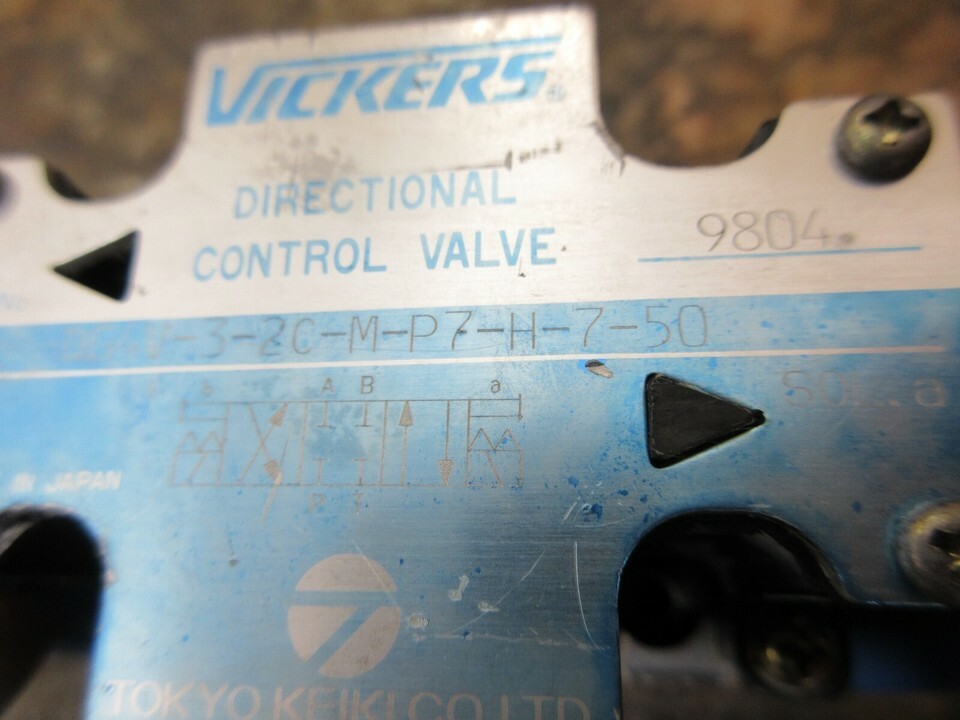 VICKERS®
DIRECTIONAL
CONTROL VALVE
9804
-3-2C-M-P7-H-7-50
b A B a
SOL.a
P T
IN JAPAN
TOKYO KEIKI CO.LTD.